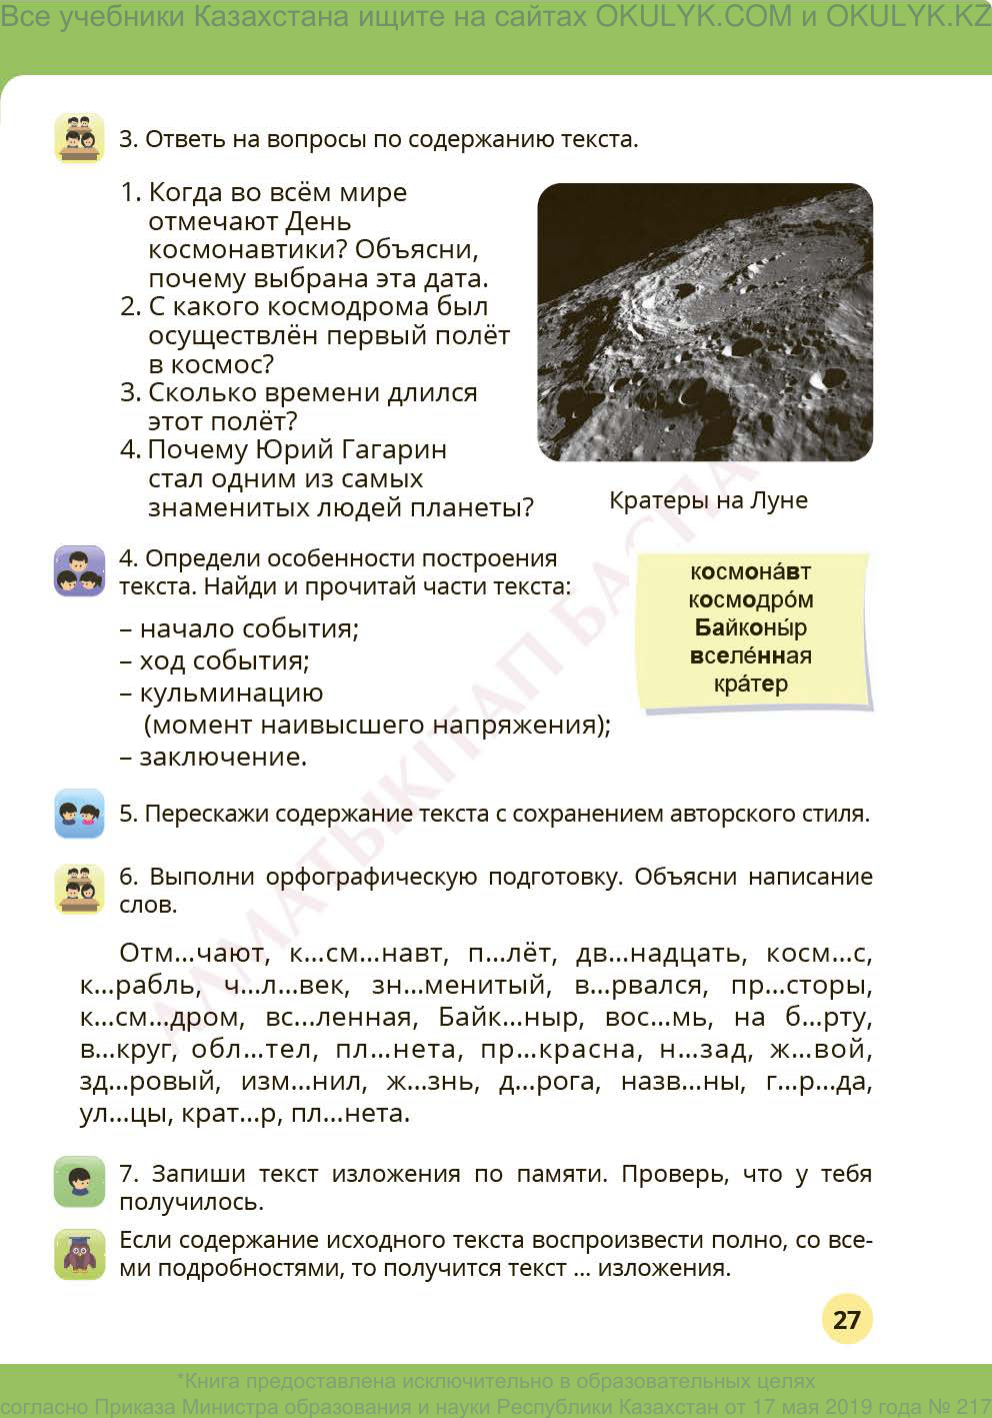 Все учебники Казахстана ищите на сайтах OKULYK.COM и OKULYK.KZ
3. Ответь на вопросы по содержанию текста.
1. Когда во всём мире
отмечают День
космонавтики? Объясни,
почему выбрана эта дата.
2. С какого космодрома был
осуществлён первый полёт
в космос?
3. Сколько времени длился
этот полёт?
4. Почему Юрий Гагарин
стал одним из самых
знаменитых людей планеты?
Кратеры на Луне
4. Определи особенности построения
текста. Найди и прочитай части текста:
– начало события;
– ход события;
– кульминацию
(момент наивысшего напряжения);
– заключение.
космона́вт
космодро́м
Байконы́р
вселе́нная
кра́тер
5. Перескажи содержание текста с сохранением авторского стиля.
6. Выполни орфографическую подготовку. Объясни написание
слов.
Отм...чают, к...см...навт, п...лёт, дв...надцать, косм...с,
к...рабль, ч...л...век, зн...менитый, в...рвался, пр...сторы,
к...см...дром, вс...ленная, Байк...ныр, вос...мь, на б...рту,
в...круг, обл...тел, пл...нета, пр...красна, н...зад, ж...вой,
зд...ровый, изм...нил, ж...знь, д...рога, назв...ны, г...р...да,
ул...цы, крат...р, пл...нета.
7. Запиши текст изложения по памяти. Проверь, что у тебя
получилось.
Если содержание исходного текста воспроизвести полно, со все-
ми подробностями, то получится текст ... изложения.
АЛМАТЫКІТАП БАСПА
27
*Книга предоставлена исключительно в образовательных целях
согласно Приказа Министра образования и науки Республики Казахстан от 17 мая 2019 года № 217